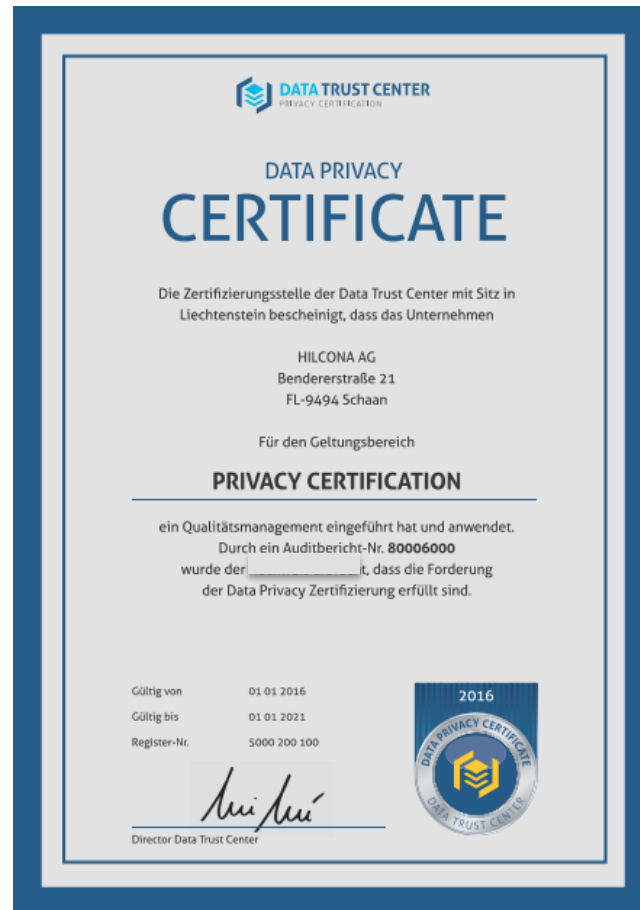 DATA TRUST CENTER
PRIVACY CERTIFICATION
DATA PRIVACY
CERTIFICATE
Die Zertifizierungsstelle der Data Trust Center mit Sitz in
Liechtenstein bescheinigt, dass das Unternehmen
HILCONA AG
Bendererstraße 21
FL-9494 Schaan
Für den Geltungsbereich
PRIVACY CERTIFICATION
ein Qualitätsmanagement eingeführt hat und anwendet.
Durch ein Auditbericht-Nr. 80006000
wurde der t, dass die Forderung
der Data Privacy Zertifizierung erfüllt sind.
Gültig von 01 01 2016
Gültig bis 01 01 2021
Register-Nr. 5000 200 100
Director Data Trust Center
2016
DATA PRIVACY CERTIFICATE
DATA TRUST CENTER